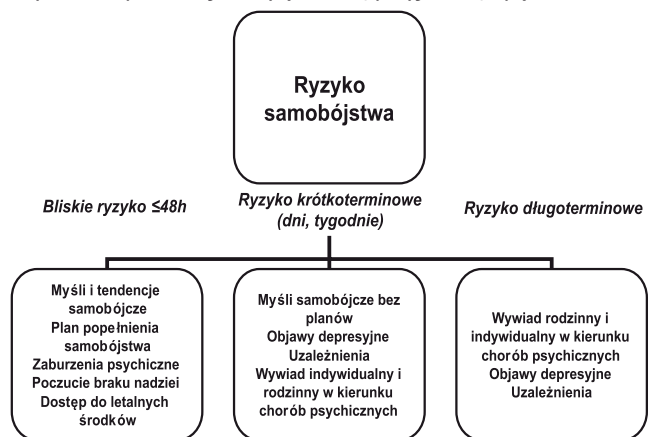 Ryzyko
samobójstwa
Bliskie ryzyko ≤48h
Ryzyko krótkoterminowe
(dni, tygodnie)
Ryzyko długoterminowe
Myśli i tendencje
samobójcze
Plan popełnienia
samobójstwa
Zaburzenia psychiczne
Poczucie braku nadziei
Dostęp do letalnych
środków
Myśli samobójcze bez
planów
Objawy depresyjne
Uzależnienia
Wywiad indywidualny i
rodzinny w kierunku
chorób psychicznych
Wywiad rodzinny i
indywidualny w kierunku
chorób psychicznych
Objawy depresyjne
Uzależnienia